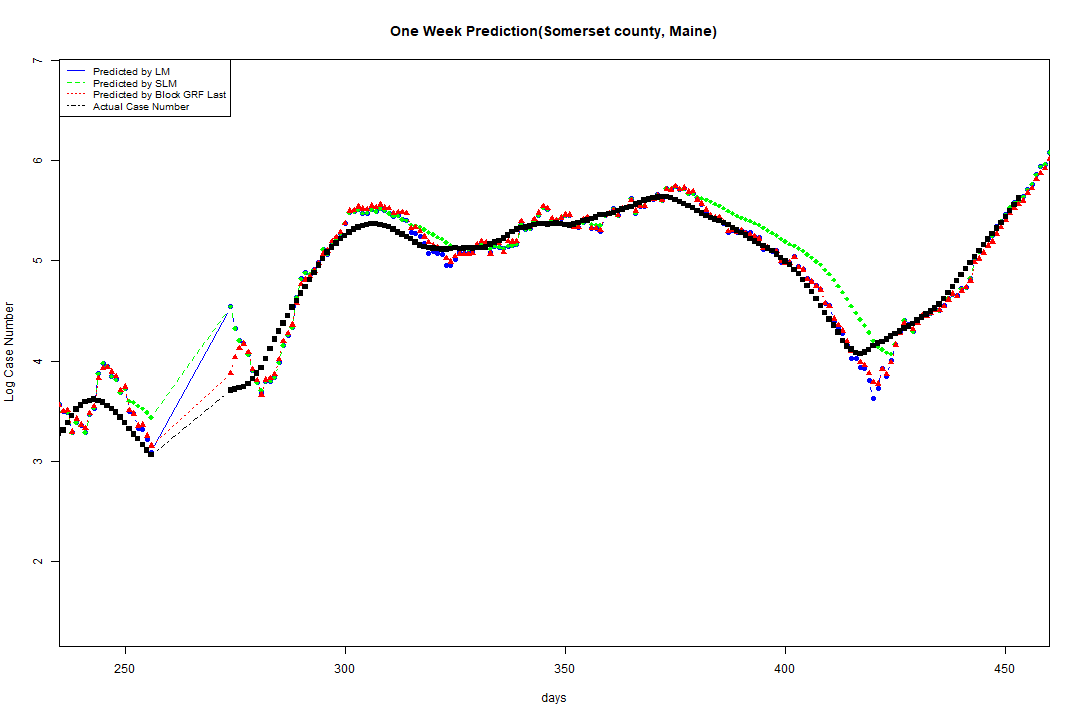 One Week Prediction(Somerset county, Maine)
Predicted by LM
Predicted by SLM
Predicted by Block GRF Last
Actual Case Number
7
6
5
4
3
2
Log Case Number
250 300 350 400 450
days